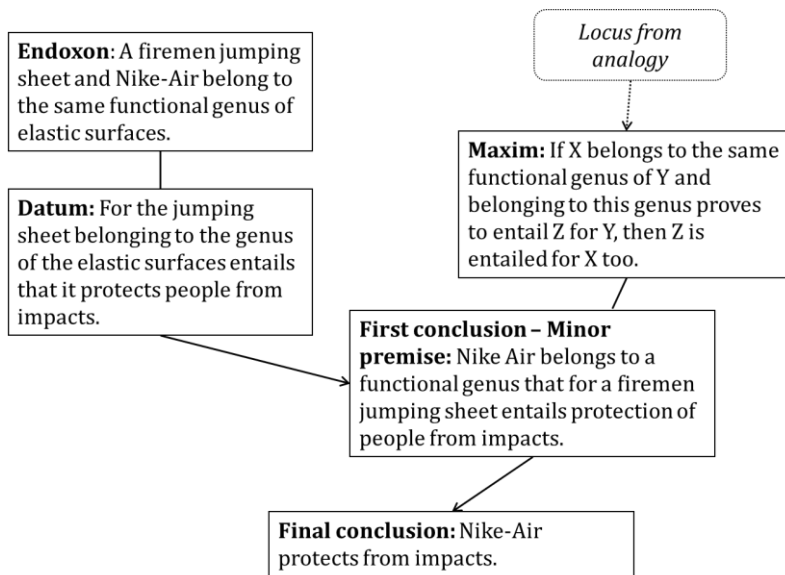 Endoxon: A firemen jumping
sheet and Nike-Air belong to
the same functional genus of
elastic surfaces.
Datum: For the jumping
sheet belonging to the genus
of the elastic surfaces entails
that it protects people from
impacts.
Locus from
analogy
Maxim: If X belongs to the same
functional genus of Y and
belonging to this genus proves
to entail Z for Y, then Z is
entailed for X too.
First conclusion – Minor
premise: Nike Air belongs to a
functional genus that for a firemen
jumping sheet entails protection of
people from impacts.
Final conclusion: Nike-Air
protects from impacts.